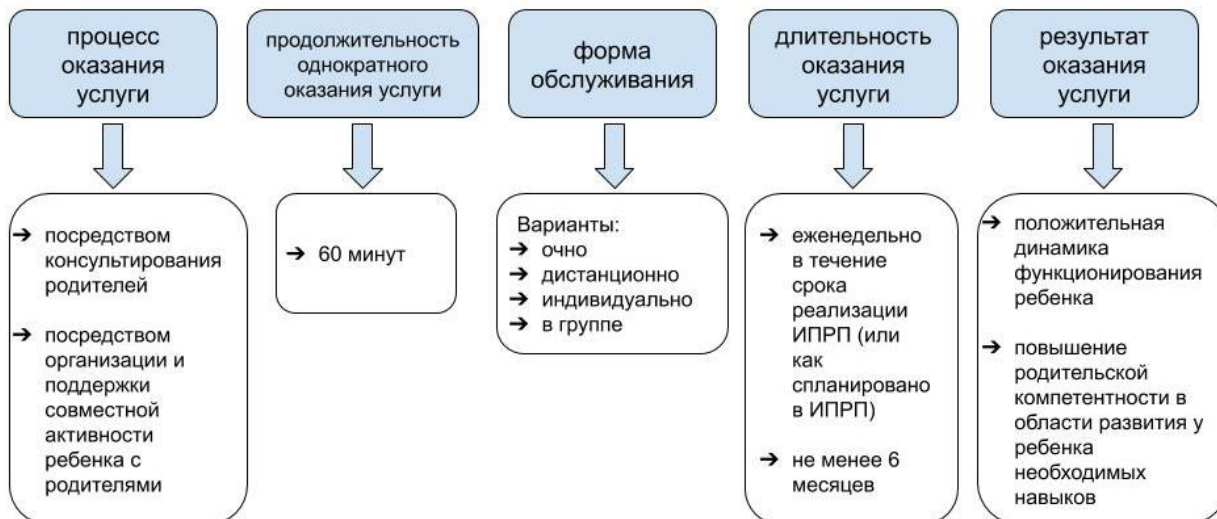 процесс
оказания
услуги
продолжительность
однократного
оказания услуги
форма
обслуживания
длительность
оказания
услуги
результат
оказания
услуги
➔ посредством
консультирования
родителей
➔ посредством
организации и
поддержки
совместной
активности
ребенка с
родителями
➔ 60 минут
Варианты:
➔ очно
➔ дистанционно
➔ индивидуально
➔ в группе
➔ еженедельно
в течение
срока
реализации
ИПРП (или
как
спланировано
в ИПРП)
➔ не менее 6
месяцев
➔ положительная
динамика
функционирования
ребенка
➔ повышение
родительской
компетентности в
области развития у
ребенка
необходимых
навыков